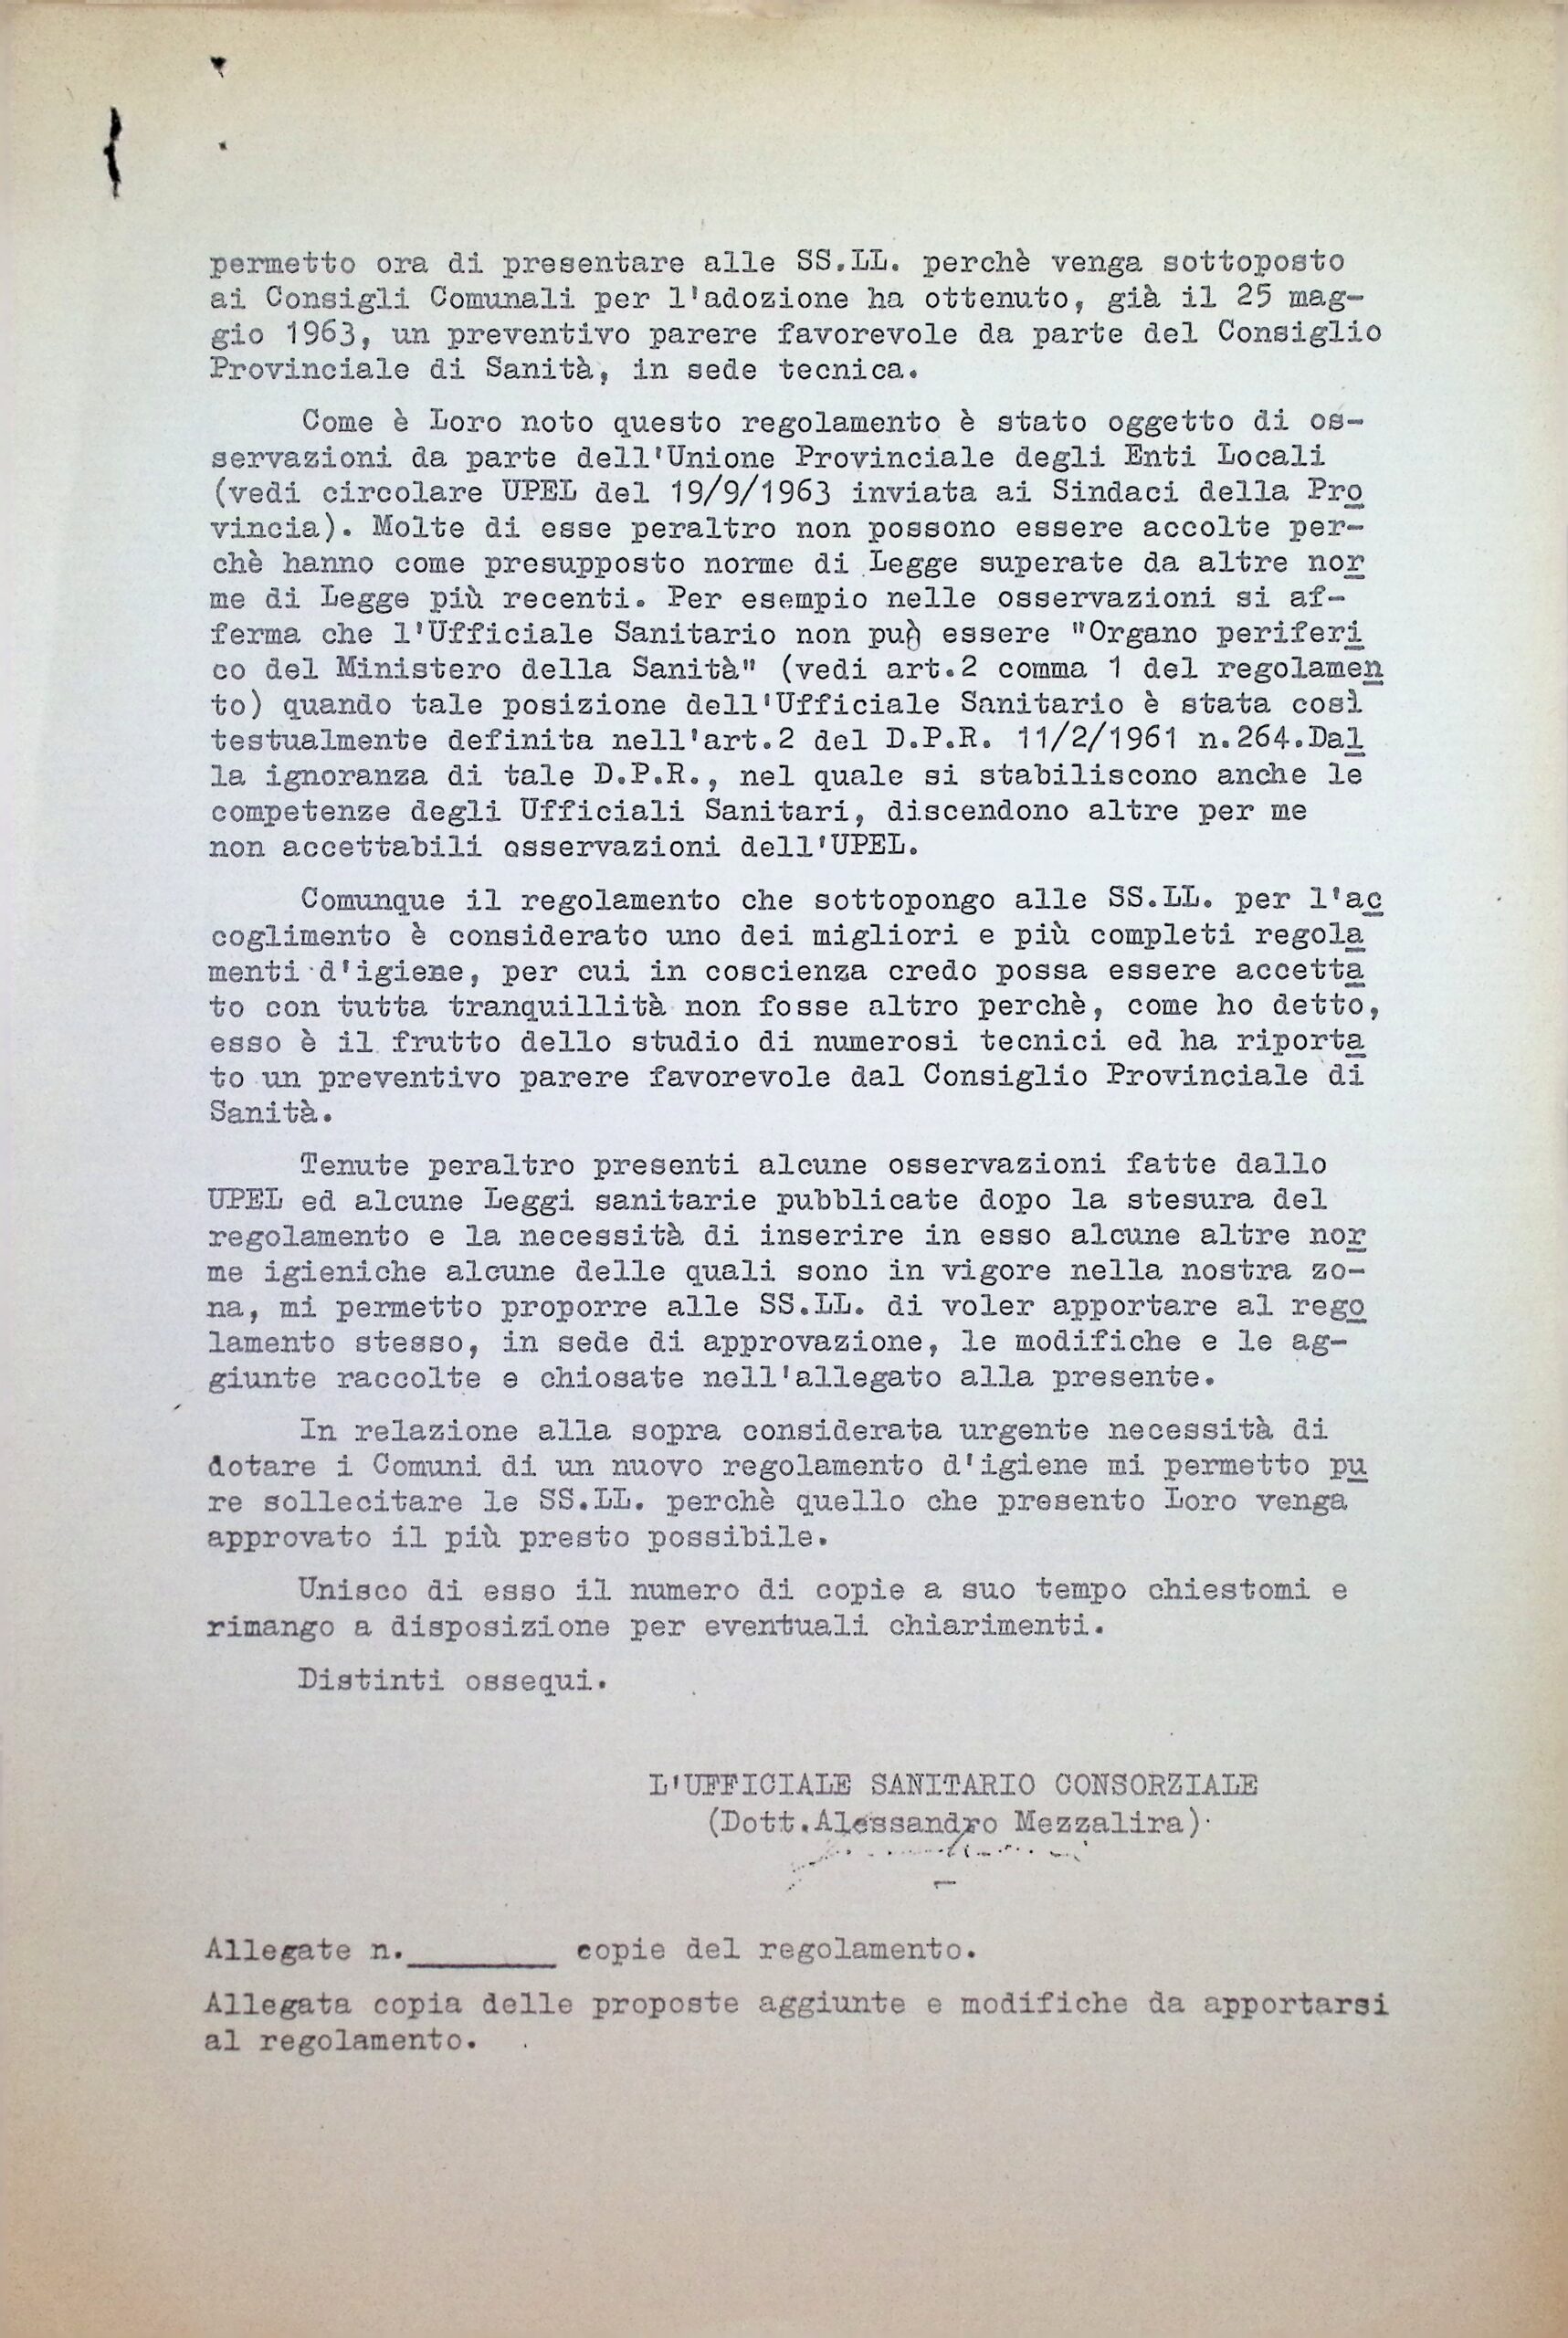 permetto ora di presentare alle SS.LL. perchè venga sottoposto
ai Consigli Comunali per l'adozione ha ottenuto, già il 25 mag-
gio 1963, un preventivo parere favorevole da parte del Consiglio
Provinciale di Sanità, in sede tecnica.
Come è Loro noto questo regolamento è stato oggetto di os-
servazioni da parte dell'Unione Provinciale degli Enti Locali
(vedi circolare UPEL del 19/9/1963 inviata ai Sindaci della Pro
vincia). Molte di esse peraltro non possono essere accolte per-
chè hanno come presupposto norme di Legge superate da altre nor
me di Legge più recenti. Per esempio nelle osservazioni si af-
ferma che l'Ufficiale Sanitario non può essere "Organo periferi
co del Ministero della Sanità" (vedi art.2 comma 1 del regolamen
to) quando tale posizione dell'Ufficiale Sanitario è stata così
testualmente definita nell'art.2 del D.P.R. 11/2/1961 n.264.Dal
la ignoranza di tale D.P.R., nel quale si stabiliscono anche le
competenze degli Ufficiali Sanitari, discendono altre per me
non accettabili osservazioni dell'UPEL.
Comunque il regolamento che sottopongo alle SS.LL. per l'ac
coglimento è considerato uno dei migliori e più completi regola
menti d'igiene, per cui in coscienza credo possa essere accetta
to con tutta tranquillità non fosse altro perchè, come ho detto,
esso è il frutto dello studio di numerosi tecnici ed ha riporta
to un preventivo parere favorevole dal Consiglio Provinciale di
Sanità.
Tenute peraltro presenti alcune osservazioni fatte dallo
UPEL ed alcune Leggi sanitarie pubblicate dopo la stesura del
regolamento e la necessità di inserire in esso alcune altre nor
me igieniche alcune delle quali sono in vigore nella nostra zo-
na, mi permetto proporre alle SS.LL. di voler apportare al rego
lamento stesso, in sede di approvazione, le modifiche e le ag-
giunte raccolte e chiosate nell'allegato alla presente.
In relazione alla sopra considerata urgente necessità di
dotare i Comuni di un nuovo regolamento d'igiene mi permetto pu
re sollecitare le SS.LL. perchè quello che presento Loro venga
approvato il più presto possibile.
Unisco di esso il numero di copie a suo tempo chiestomi e
rimango a disposizione per eventuali chiarimenti.
Distinti ossequi.
L'UFFICIALE SANITARIO CONSORZIALE
(Dott.Alessandro Mezzalira)
Allegate n.________ copie del regolamento.
Allegata copia delle proposte aggiunte e modifiche da apportarsi
al regolamento.